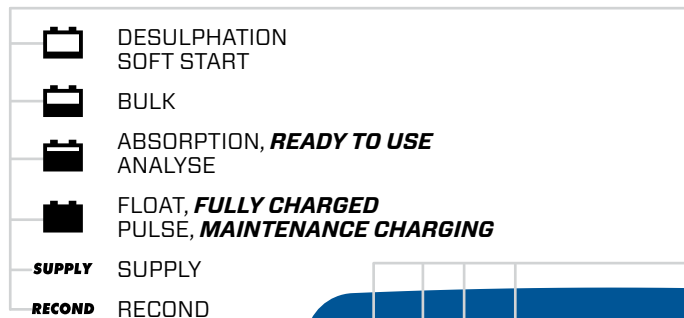 DESULPHATION
SOFT START
BULK
ABSORPTION, READY TO USE
ANALYSE
FLOAT, FULLY CHARGED
PULSE, MAINTENANCE CHARGING
SUPPLY SUPPLY
RECOND RECOND